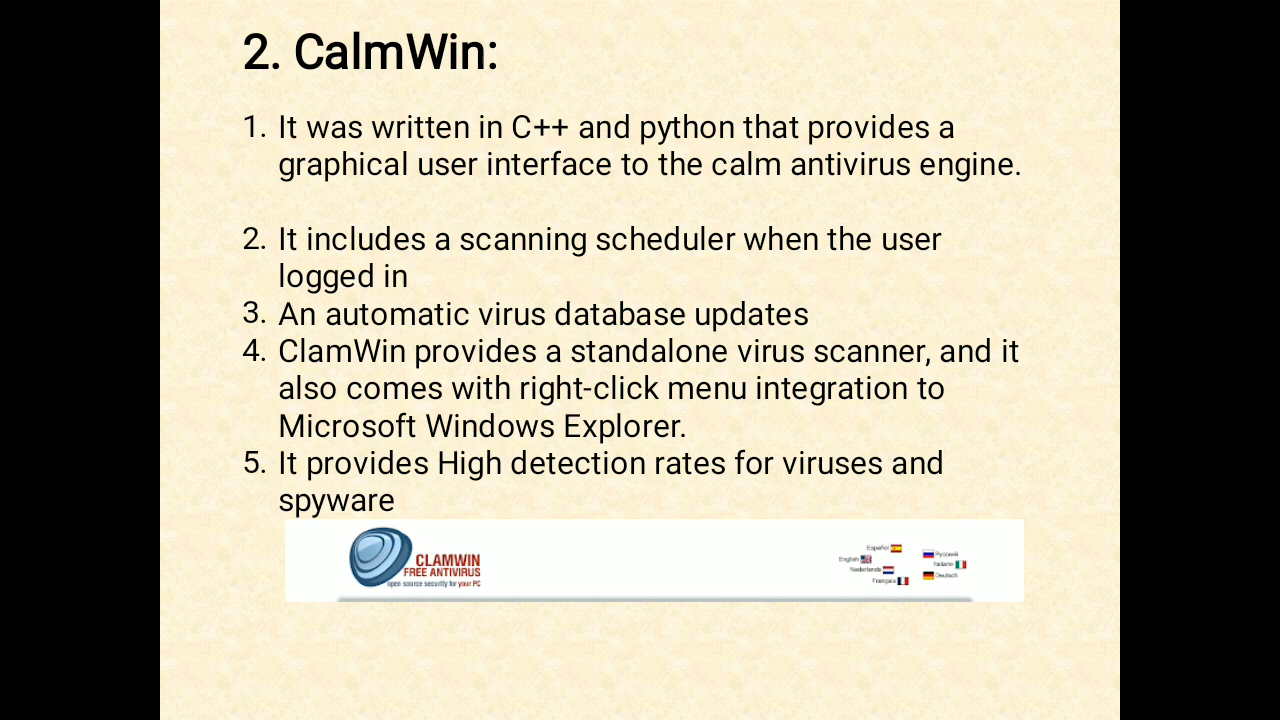 2. CalmWin:
1. It was written in C++ and python that provides a
graphical user interface to the calm antivirus engine.
2. It includes a scanning scheduler when the user
logged in
3. An automatic virus database updates
4. ClamWin provides a standalone virus scanner, and it
also comes with right-click menu integration to
Microsoft Windows Explorer.
5. It provides High detection rates for viruses and
spyware
CLAMWIN
FREE ANTIVIRUS
open source security for your PC
Español
English
Nederlands
Français
Русский
Italiano
Deutsch